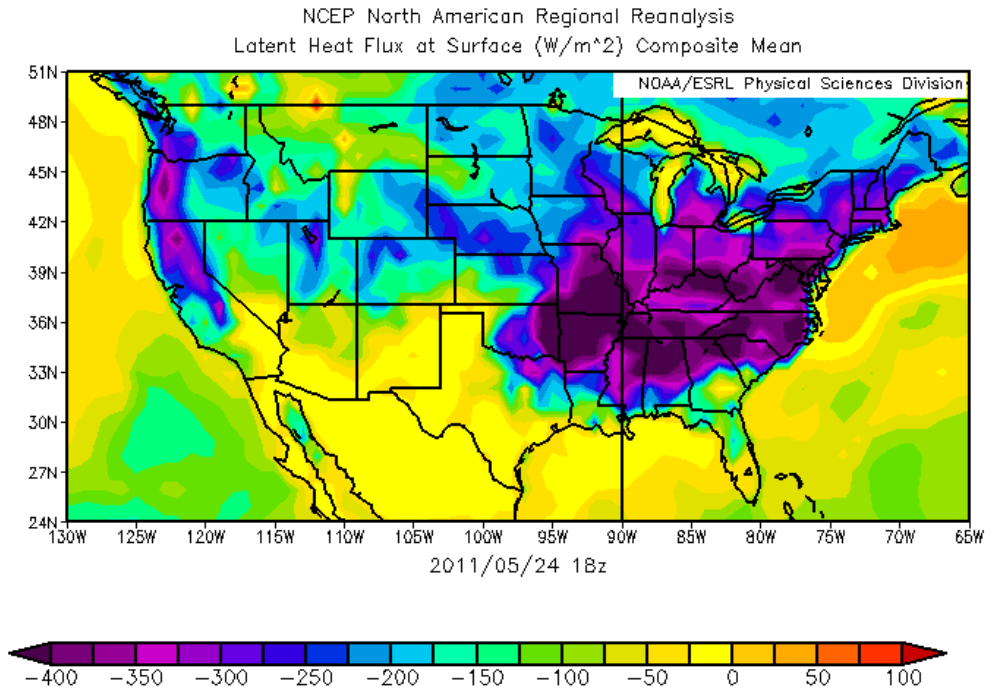 NCEP North American Regional Reanalysis
Latent Heat Flux at Surface (W/m^2) Composite Mean
NOAA/ESRL Physical Sciences Division
51N
48N
45N
42N
39N
36N
33N
30N
27N
24N
130W 125W 120W 115W 110W 105W 100W 95W 90W 85W 80W 75W 70W 65W
2011/05/24 18z
-400 -350 -300 -250 -200 -150 -100 -50 0 50 100